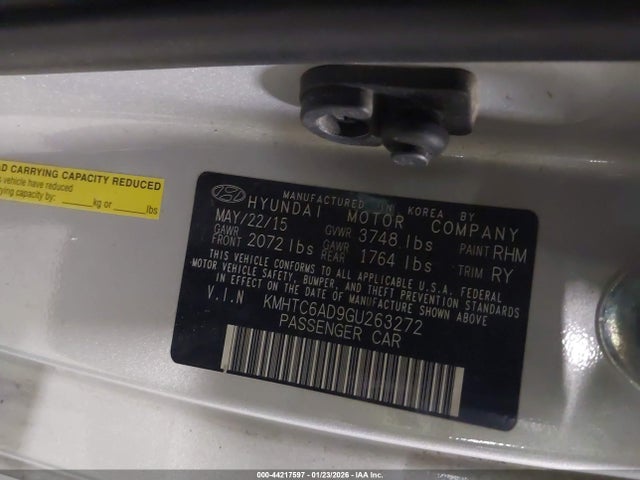 AD CARRYING CAPACITY REDUCED
s vehicle have reduced
rrying capacity by: kg or lbs
MANUFACTURED IN KOREA BY
HYUNDAI MOTOR COMPANY
MAY/22/15 GVWR 3748 lbs PAINT RHM
GAWR FRONT 2072 lbs GAWR REAR 1764 lbs TRIM RY
THIS VEHICLE CONFORMS TO ALL APPLICABLE U.S.A. FEDERAL
MOTOR VEHICLE SAFETY, BUMPER, AND THEFT PREVENTION STANDARDS
IN EFFECT ON THE DATE OF MANUFACTURE SHOWN ABOVE
V.I.N KMHTC6AD9GU263272
PASSENGER CAR
000-44217597 - 01/23/2026 - IAA Inc.